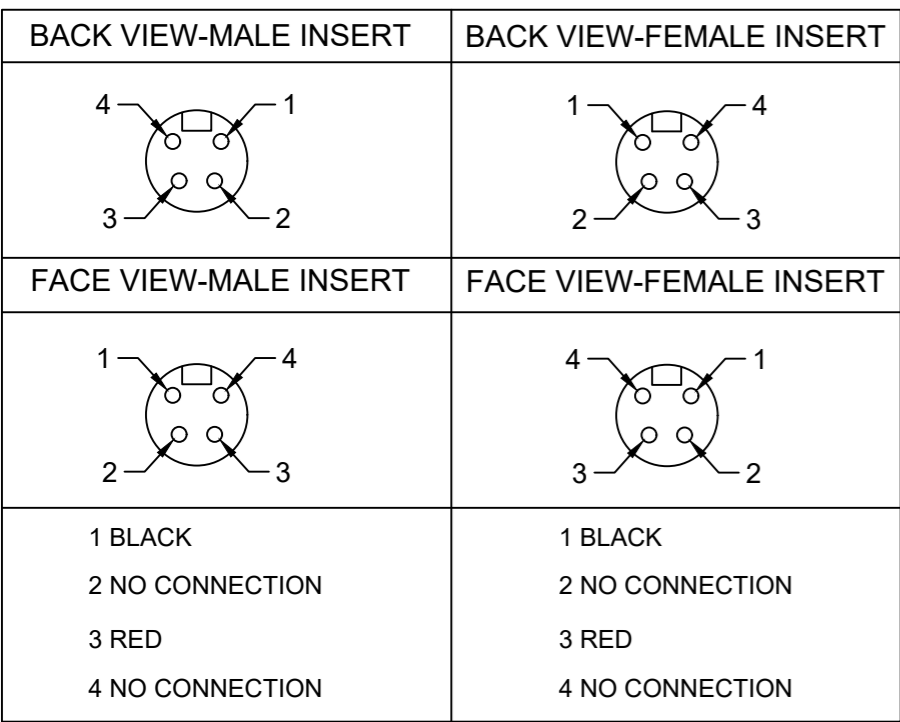 BACK VIEW-MALE INSERT
BACK VIEW-FEMALE INSERT
4 1
3 2
1 4
2 3
FACE VIEW-MALE INSERT
FACE VIEW-FEMALE INSERT
1 4
2 3
4 1
3 2
1 BLACK
2 NO CONNECTION
3 RED
4 NO CONNECTION
1 BLACK
2 NO CONNECTION
3 RED
4 NO CONNECTION